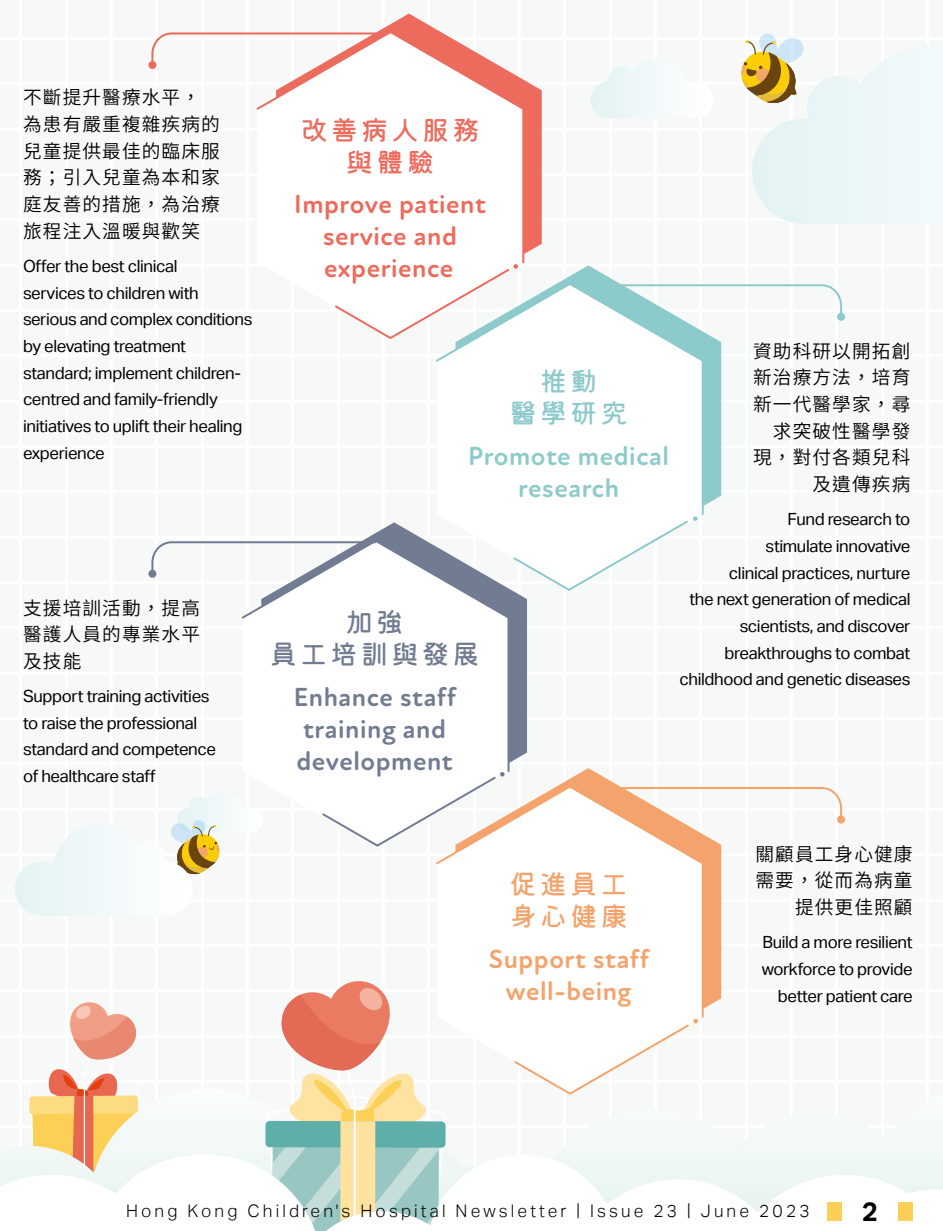 不斷提升醫療水平，
為患有嚴重複雜疾病的
兒童提供最佳的臨床服
務；引入兒童為本和家
庭友善的措施，為治療
旅程注入溫暖與歡笑
Offer the best clinical
services to children with
serious and complex conditions
by elevating treatment
standard; implement children-
centred and family-friendly
initiatives to uplift their healing
experience
改善病人服務
與體驗
Improve patient
service and
experience
推動
醫學研究
Promote medical
research
資助科研以開拓創
新治療方法，培育
新一代醫學家，尋
求突破性醫學發
現，對付各類兒科
及遺傳疾病
Fund research to
stimulate innovative
clinical practices, nurture
the next generation of medical
scientists, and discover
breakthroughs to combat
childhood and genetic diseases
支援培訓活動，提高
醫護人員的專業水平
及技能
Support training activities
to raise the professional
standard and competence
of healthcare staff
加強
員工培訓與發展
Enhance staff
training and
development
促進員工
身心健康
Support staff
well-being
關顧員工身心健康
需要，從而為病童
提供更佳照顧
Build a more resilient
workforce to provide
better patient care
Hong Kong Children's Hospital Newsletter | Issue 23 | June 2023 2